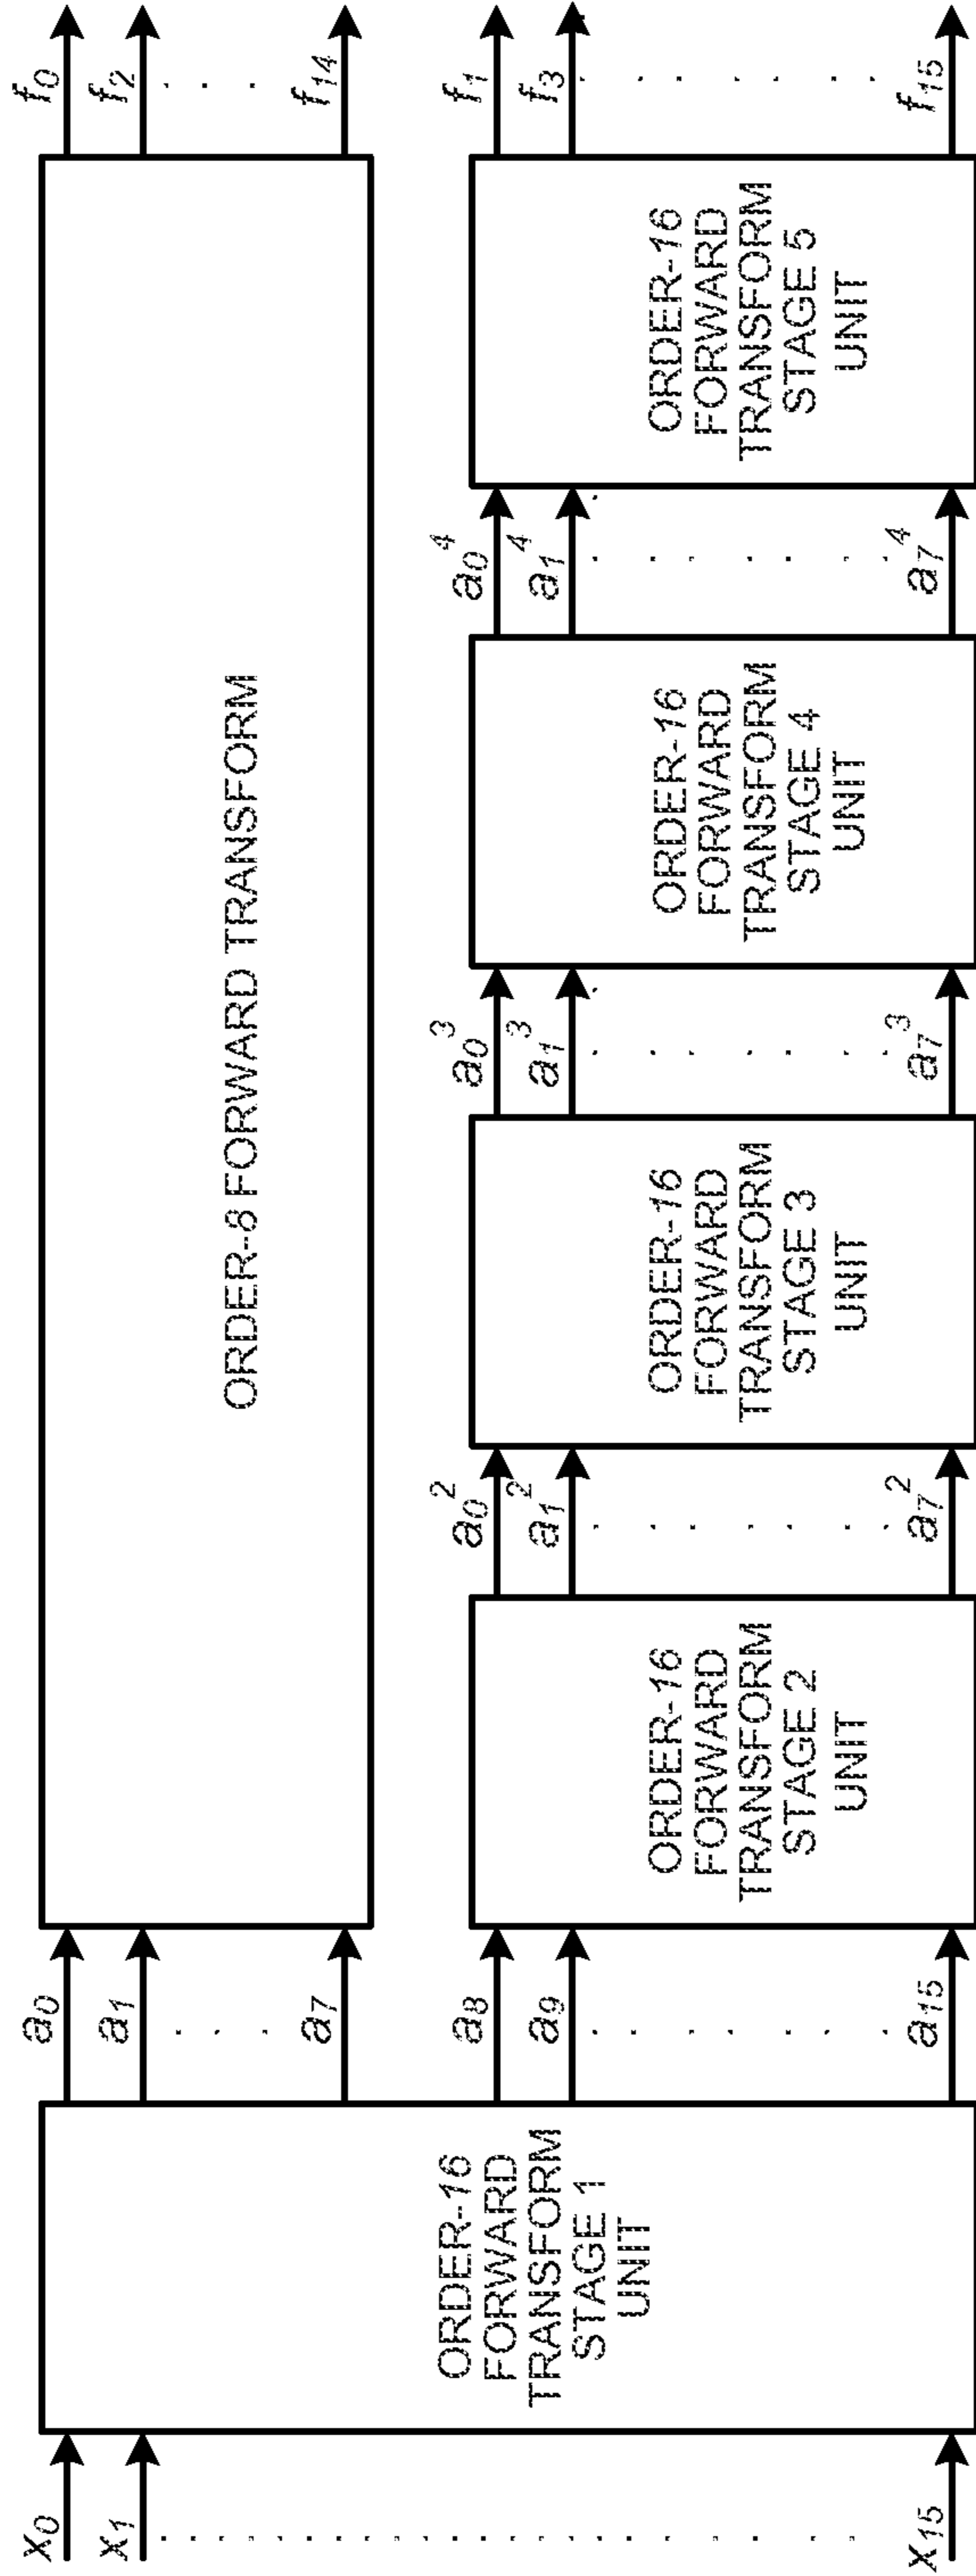 x0
x1
x15
ORDER-16
FORWARD
TRANSFORM
STAGE 1
UNIT
a0
a1
a7
a8
a9
a15
ORDER-8 FORWARD TRANSFORM
ORDER-16
FORWARD
TRANSFORM
STAGE 2
UNIT
a0^2
a1^2
a7^2
ORDER-16
FORWARD
TRANSFORM
STAGE 3
UNIT
a0^3
a1^3
a7^3
ORDER-16
FORWARD
TRANSFORM
STAGE 4
UNIT
a0^4
a1^4
a7^4
ORDER-16
FORWARD
TRANSFORM
STAGE 5
UNIT
f0
f2
f14
f1
f3
f15